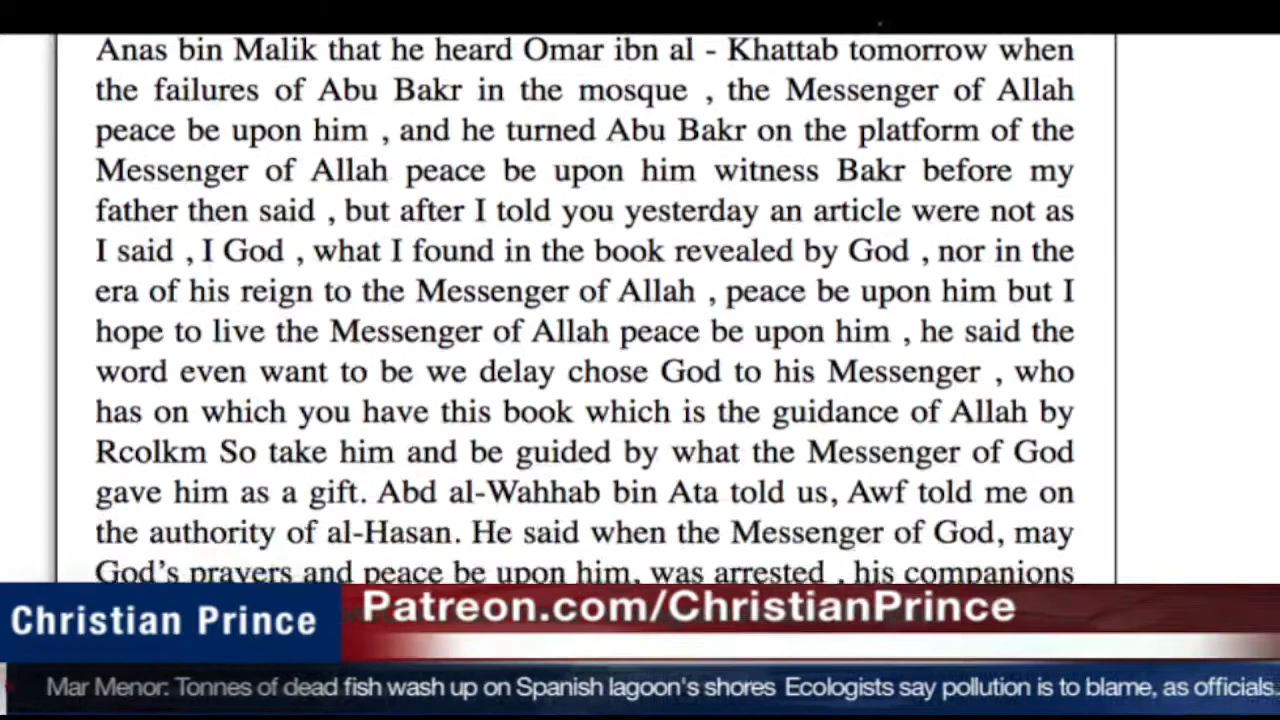 Anas bin Malik that he heard Omar ibn al - Khattab tomorrow when
the failures of Abu Bakr in the mosque , the Messenger of Allah
peace be upon him , and he turned Abu Bakr on the platform of the
Messenger of Allah peace be upon him witness Bakr before my
father then said , but after I told you yesterday an article were not as
I said , I God , what I found in the book revealed by God , nor in the
era of his reign to the Messenger of Allah , peace be upon him but I
hope to live the Messenger of Allah peace be upon him , he said the
word even want to be we delay chose God to his Messenger , who
has on which you have this book which is the guidance of Allah by
Rcolkm So take him and be guided by what the Messenger of God
gave him as a gift. Abd al-Wahhab bin Ata told us, Awf told me on
the authority of al-Hasan. He said when the Messenger of God, may
God's prayers and peace be upon him, was arrested , his companions
Christian Prince
Patreon.com/ChristianPrince
Mar Menor: Tonnes of dead fish wash up on Spanish lagoon's shores Ecologists say pollution is to blame, as officials